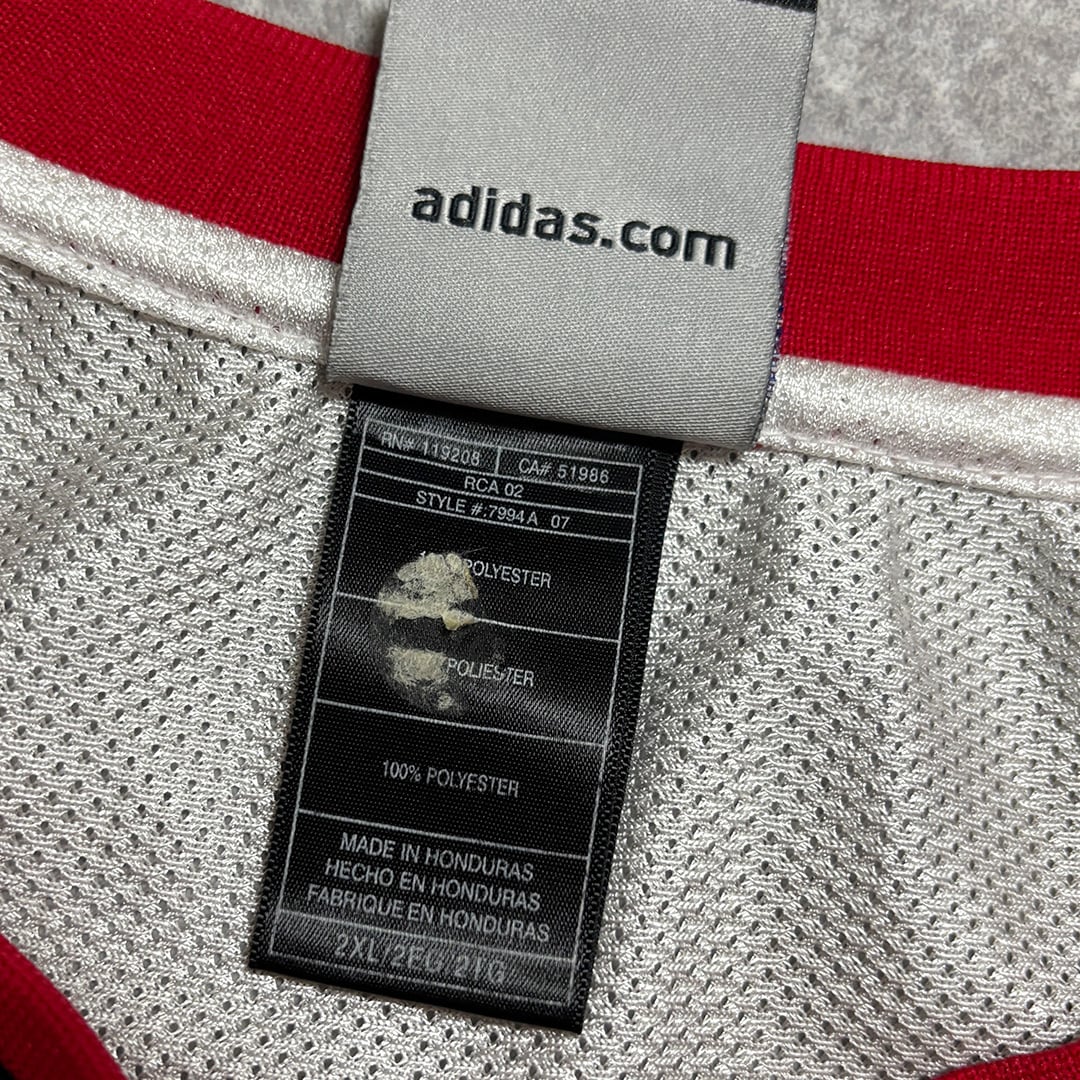 adidas.com
RN# 119208 CA# 51986
RCA 02
STYLE #.7994A 07
POLYESTER
POLIESTER
100% POLYESTER
MADE IN HONDURAS
HECHO EN HONDURAS
FABRIQUE EN HONDURAS
2XL/2EG/2TG